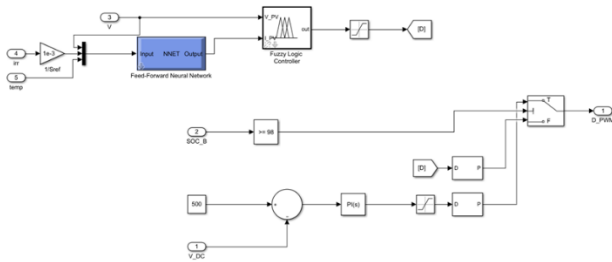 3
V
V_PV
out
[D]
4
irr
1e-3
1/Sref
Input
NNET
Output
I_PV
5
temp
Feed-Forward Neural Network
Fuzzy Logic
Controller
T
F
1
D_PWM
2
SOC_B
>= 98
[D]
D
P
500
+
-
PI(s)
D
P
1
V_DC